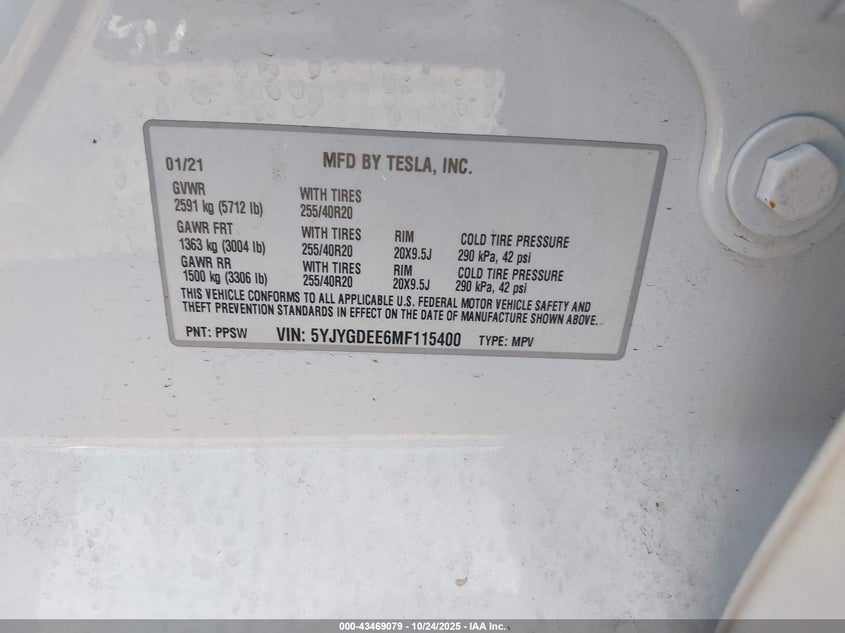 01/21 MFD BY TESLA, INC.
GVWR
2591 kg (5712 lb) WITH TIRES 255/40R20
GAWR FRT
1363 kg (3004 lb) WITH TIRES 255/40R20 RIM 20X9.5J COLD TIRE PRESSURE 290 kPa, 42 psi
GAWR RR
1500 kg (3306 lb) WITH TIRES 255/40R20 RIM 20X9.5J COLD TIRE PRESSURE 290 kPa, 42 psi
THIS VEHICLE CONFORMS TO ALL APPLICABLE U.S. FEDERAL MOTOR VEHICLE SAFETY AND
THEFT PREVENTION STANDARDS IN EFFECT ON THE DATE OF MANUFACTURE SHOWN ABOVE.
PNT: PPSW VIN: 5YJYGDEE6MF115400 TYPE: MPV
000-43469079 - 10/24/2025 - IAA Inc.